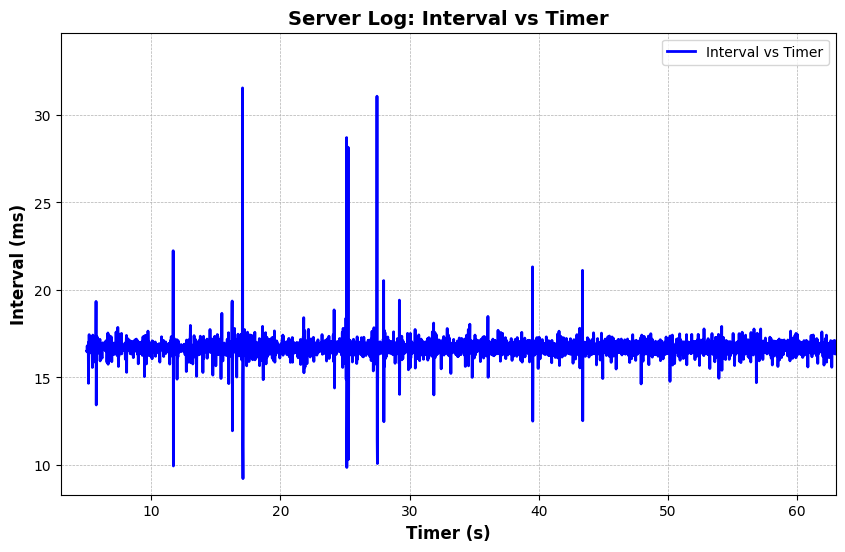 Server Log: Interval vs Timer
Interval vs Timer
30
25
20
15
10
Interval (ms)
10 20 30 40 50 60
Timer (s)